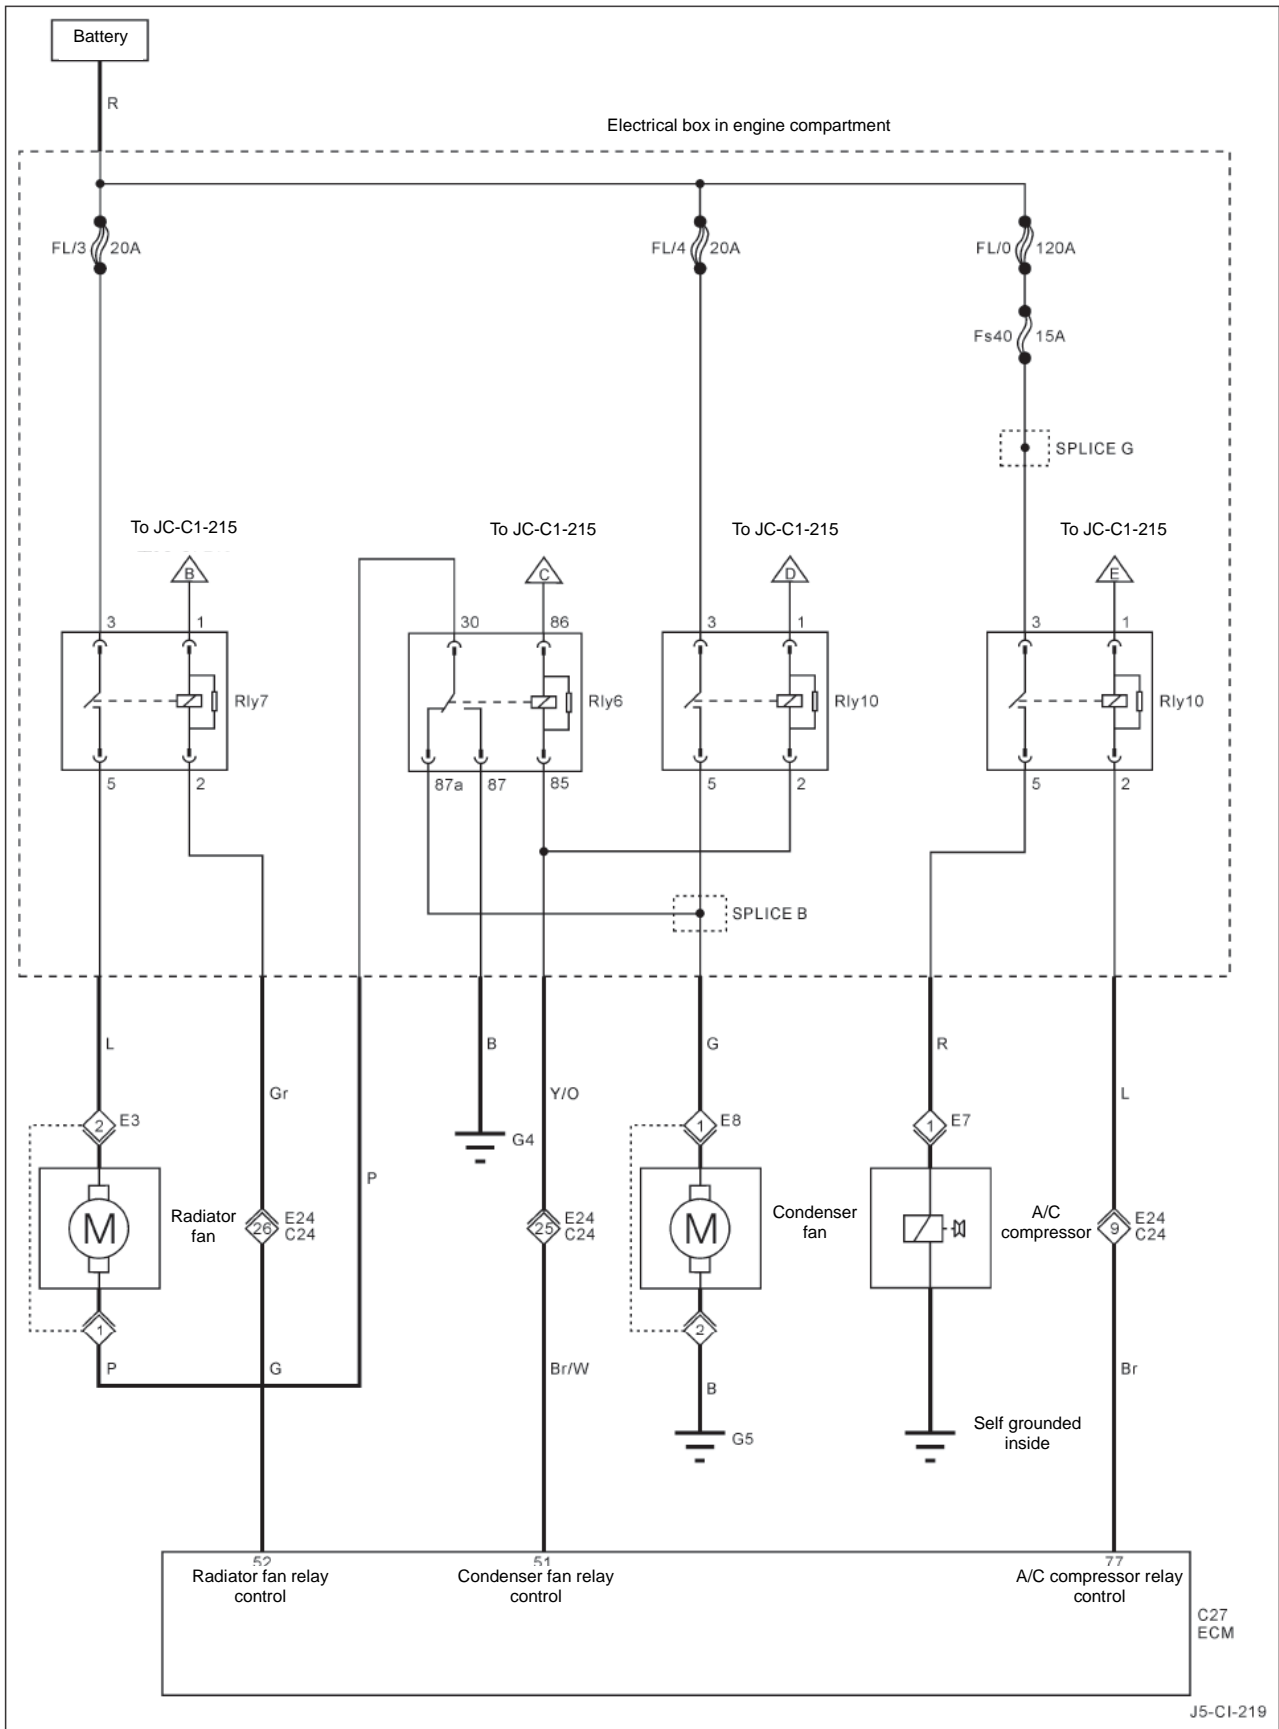 Battery
R
Electrical box in engine compartment
FL/3 20A
FL/4 20A
FL/0 120A
Fs40 15A
SPLICE G
To JC-C1-215
To JC-C1-215
To JC-C1-215
To JC-C1-215
B
C
D
E
3 1
30 86
3 1
3 1
Rly7
Rly6
Rly10
Rly10
5 2
87a 87 85
5 2
5 2
SPLICE B
L
B
G
R
Gr
Y/O
L
2 E3
1 E8
1 E7
G4
P
Radiator
fan
M
26 E24
C24
25 E24
C24
M
Condenser
fan
A/C
compressor
9 E24
C24
1
2
P
G
Br/W
B
Br
G5
Self grounded
inside
52
51
77
Radiator fan relay
control
Condenser fan relay
control
A/C compressor relay
control
C27
ECM
J5-CI-219